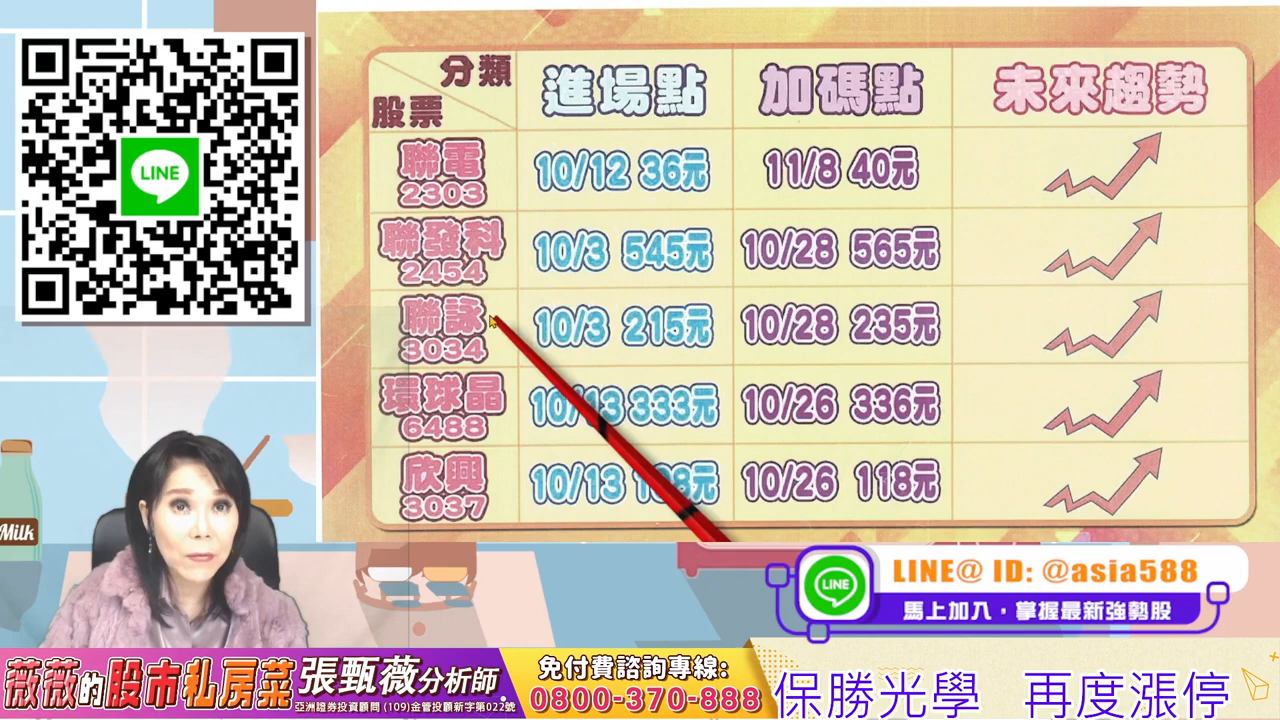 LINE
分類
股票
進場點
加碼點
未來趨勢
聯電
2303
10/12 36元
11/8 40元
聯發科
2454
10/3 545元
10/28 565元
聯詠
3034
10/3 215元
10/28 235元
環球晶
6488
10/13 333元
10/26 336元
欣興
3037
10/13
10/26 118元
Milk
LINE
LINE@ ID: @asia588
馬上加入,掌握最新強勢股
薇薇的股市私房菜
張甄薇分析師
亞洲證券投資顧問 (109)金管投顧新字第022號
免付費諮詢專線:
0800-370-888
保勝光學 再度漲停